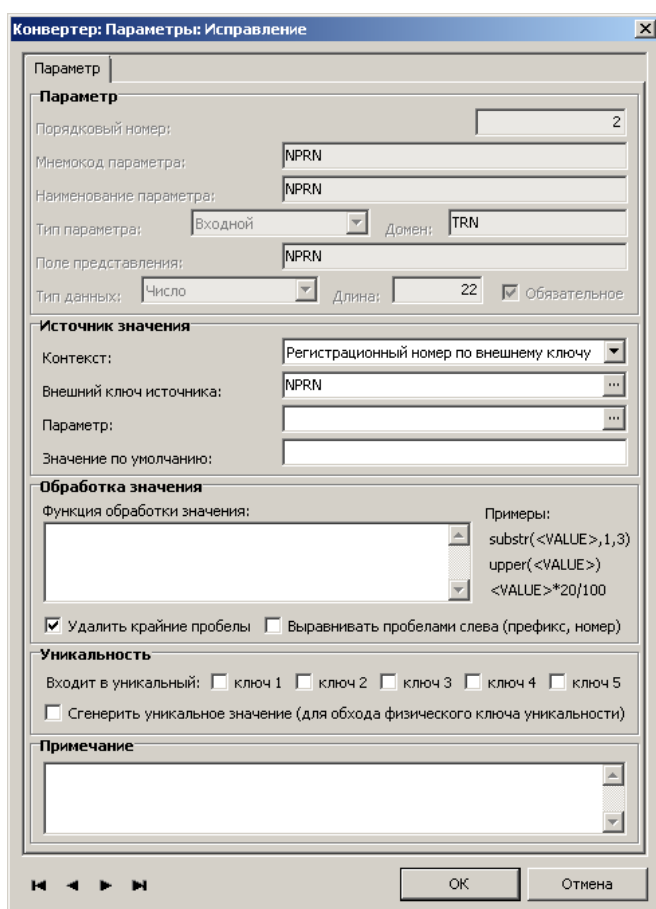 Конвертер: Параметры: Исправление
Параметр
Параметр
Порядковый номер: 2
Мнемокод параметра: NPRN
Наименование параметра: NPRN
Тип параметра: Входной Домен: TRN
Поле представления: NPRN
Тип данных: Число Длина: 22 Обязательное
Источник значения
Контекст: Регистрационный номер по внешнему ключу
Внешний ключ источника: NPRN ...
Параметр: ...
Значение по умолчанию:
Обработка значения
Функция обработки значения: Примеры:
substr(<VALUE>,1,3)
upper(<VALUE>)
<VALUE>*20/100
Удалить крайние пробелы Выравнивать пробелами слева (префикс, номер)
Уникальность
Входит в уникальный: ключ 1 ключ 2 ключ 3 ключ 4 ключ 5
Сгенерить уникальное значение (для обхода физического ключа уникальности)
Примечание
OK Отмена